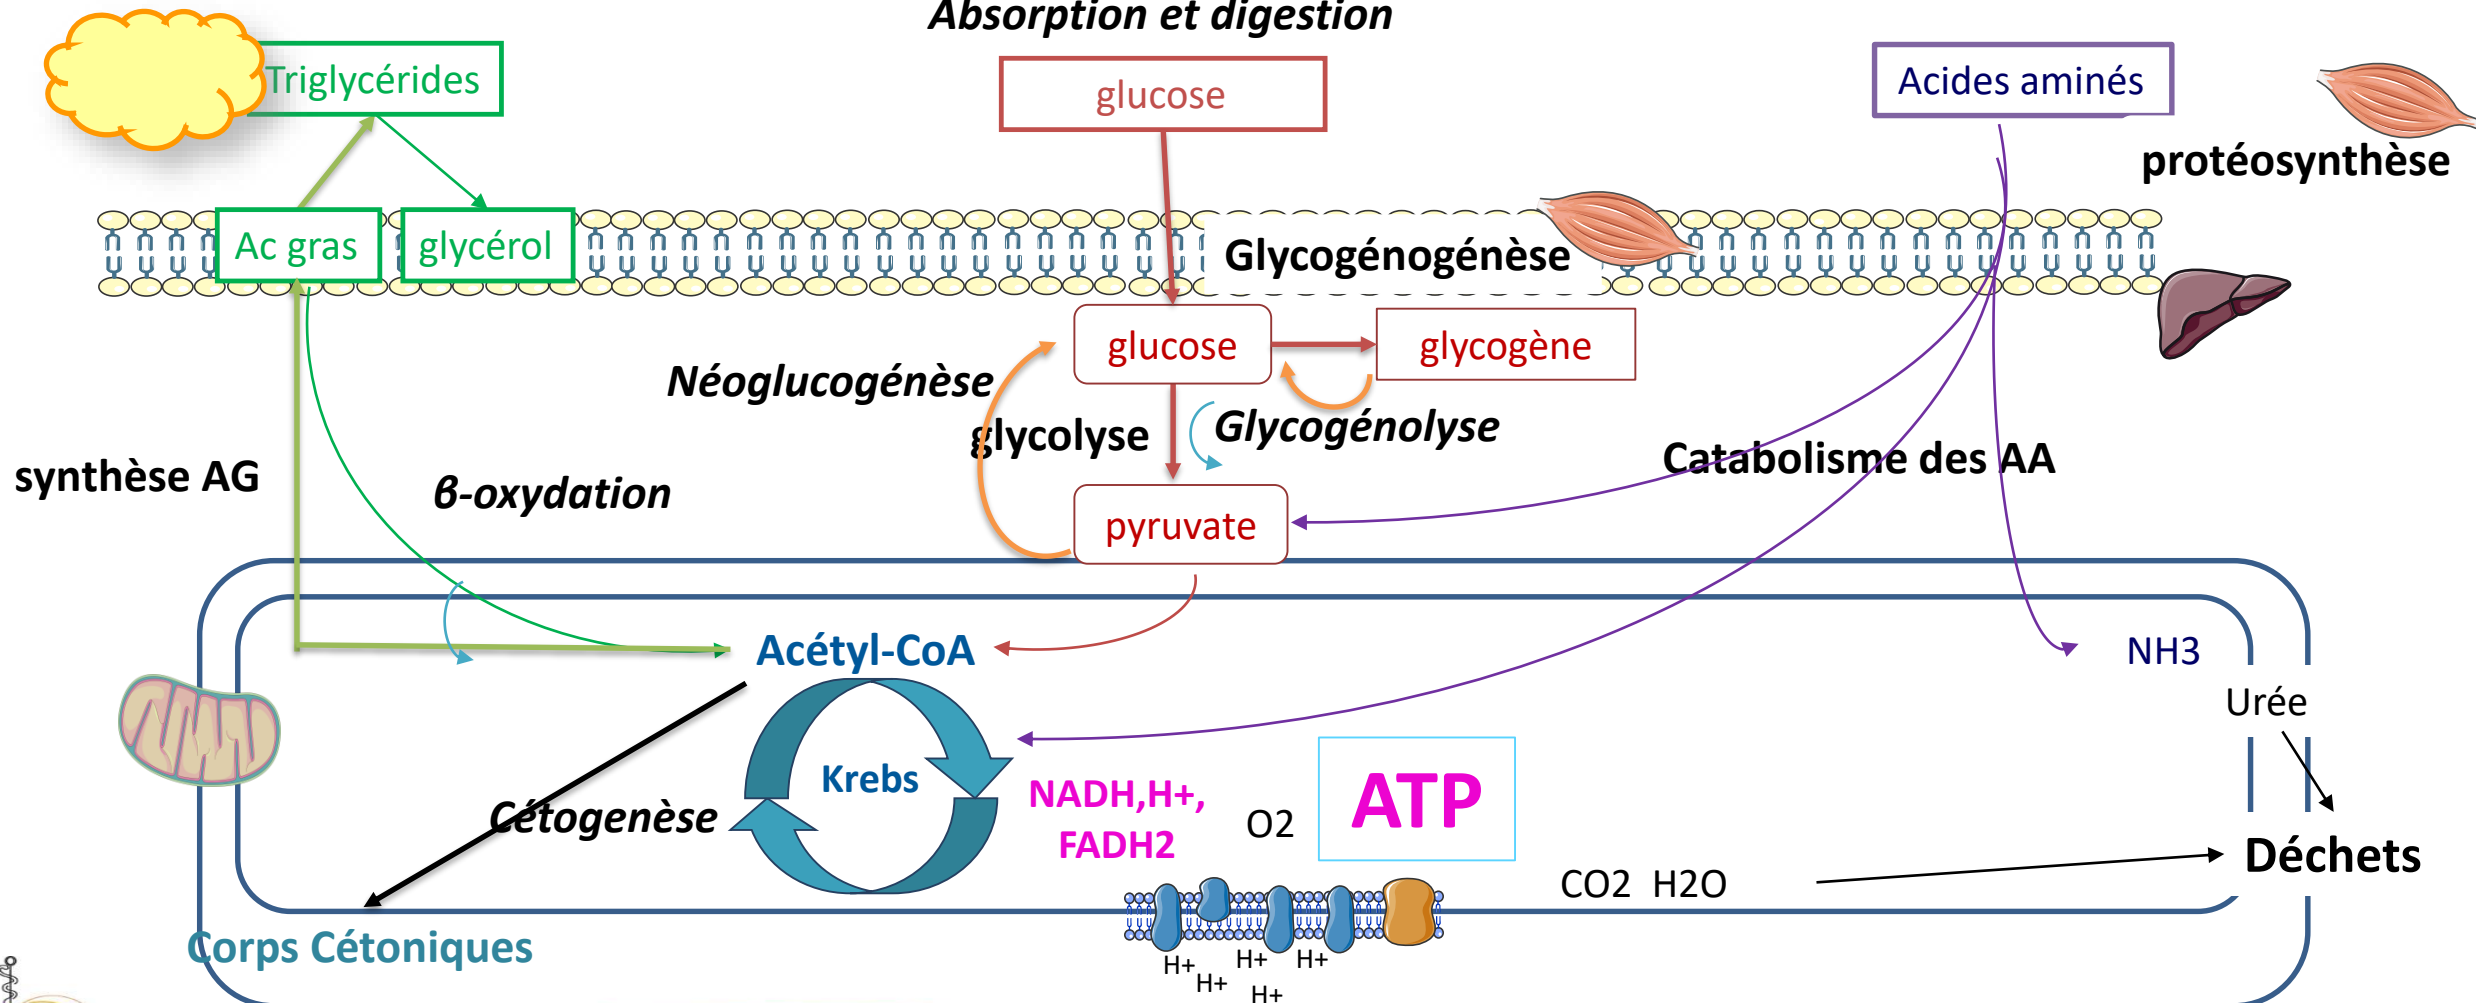 Absorption et digestion
Triglycérides
glucose
Acides aminés
protéosynthèse
Ac gras
glycérol
Glycogénogénèse
glucose
glycogène
Néoglucogénèse
glycolyse
Glycogénolyse
Catabolisme des AA
synthèse AG
β-oxydation
pyruvate
Acétyl-CoA
NH3
Urée
Krebs
Cétogenèse
NADH,H+,
FADH2
O2
ATP
CO2 H2O
Déchets
Corps Cétoniques
H+
H+
H+
H+
H+